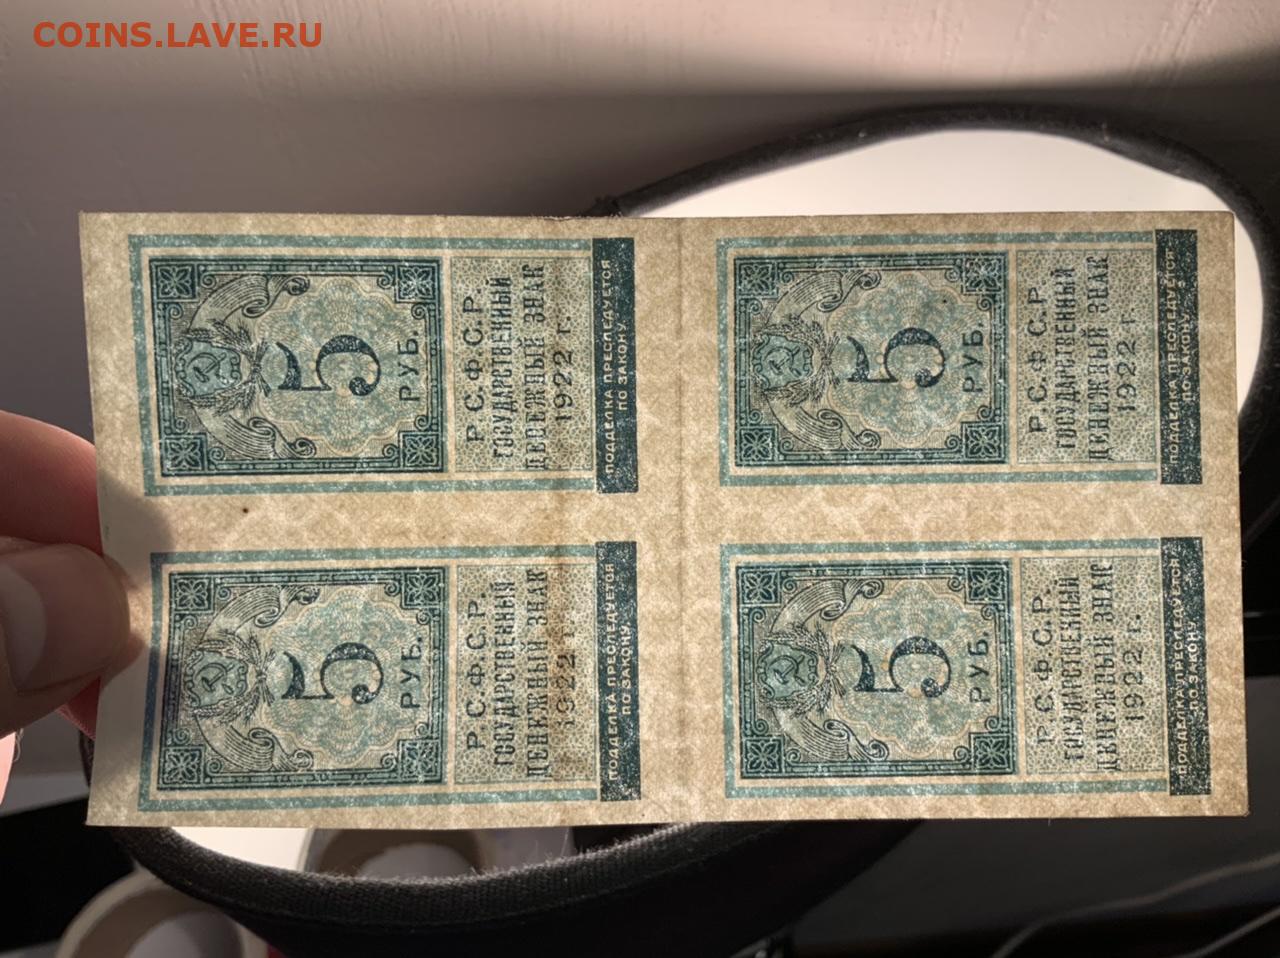 COINS.LAVE.RU
5
РУБ.
Р.С.Ф.С.Р.
ГОСУДАРСТВЕННЫЙ
ДЕНЕЖНЫЙ ЗНАК
1922 г.
ПОДДЕЛКА ПРЕСЛЕДУЕТСЯ
ПО ЗАКОНУ.
5
РУБ.
Р.С.Ф.С.Р.
ГОСУДАРСТВЕННЫЙ
ДЕНЕЖНЫЙ ЗНАК
1922 г.
ПОДДЕЛКА ПРЕСЛЕДУЕТСЯ
ПО ЗАКОНУ.
5
РУБ.
Р.С.Ф.С.Р.
ГОСУДАРСТВЕННЫЙ
ДЕНЕЖНЫЙ ЗНАК
1922 г.
ПОДДЕЛКА ПРЕСЛЕДУЕТСЯ
ПО ЗАКОНУ.
5
РУБ.
Р.С.Ф.С.Р.
ГОСУДАРСТВЕННЫЙ
ДЕНЕЖНЫЙ ЗНАК
1922 г.
ПОДДЕЛКА ПРЕСЛЕДУЕТСЯ
ПО ЗАКОНУ.